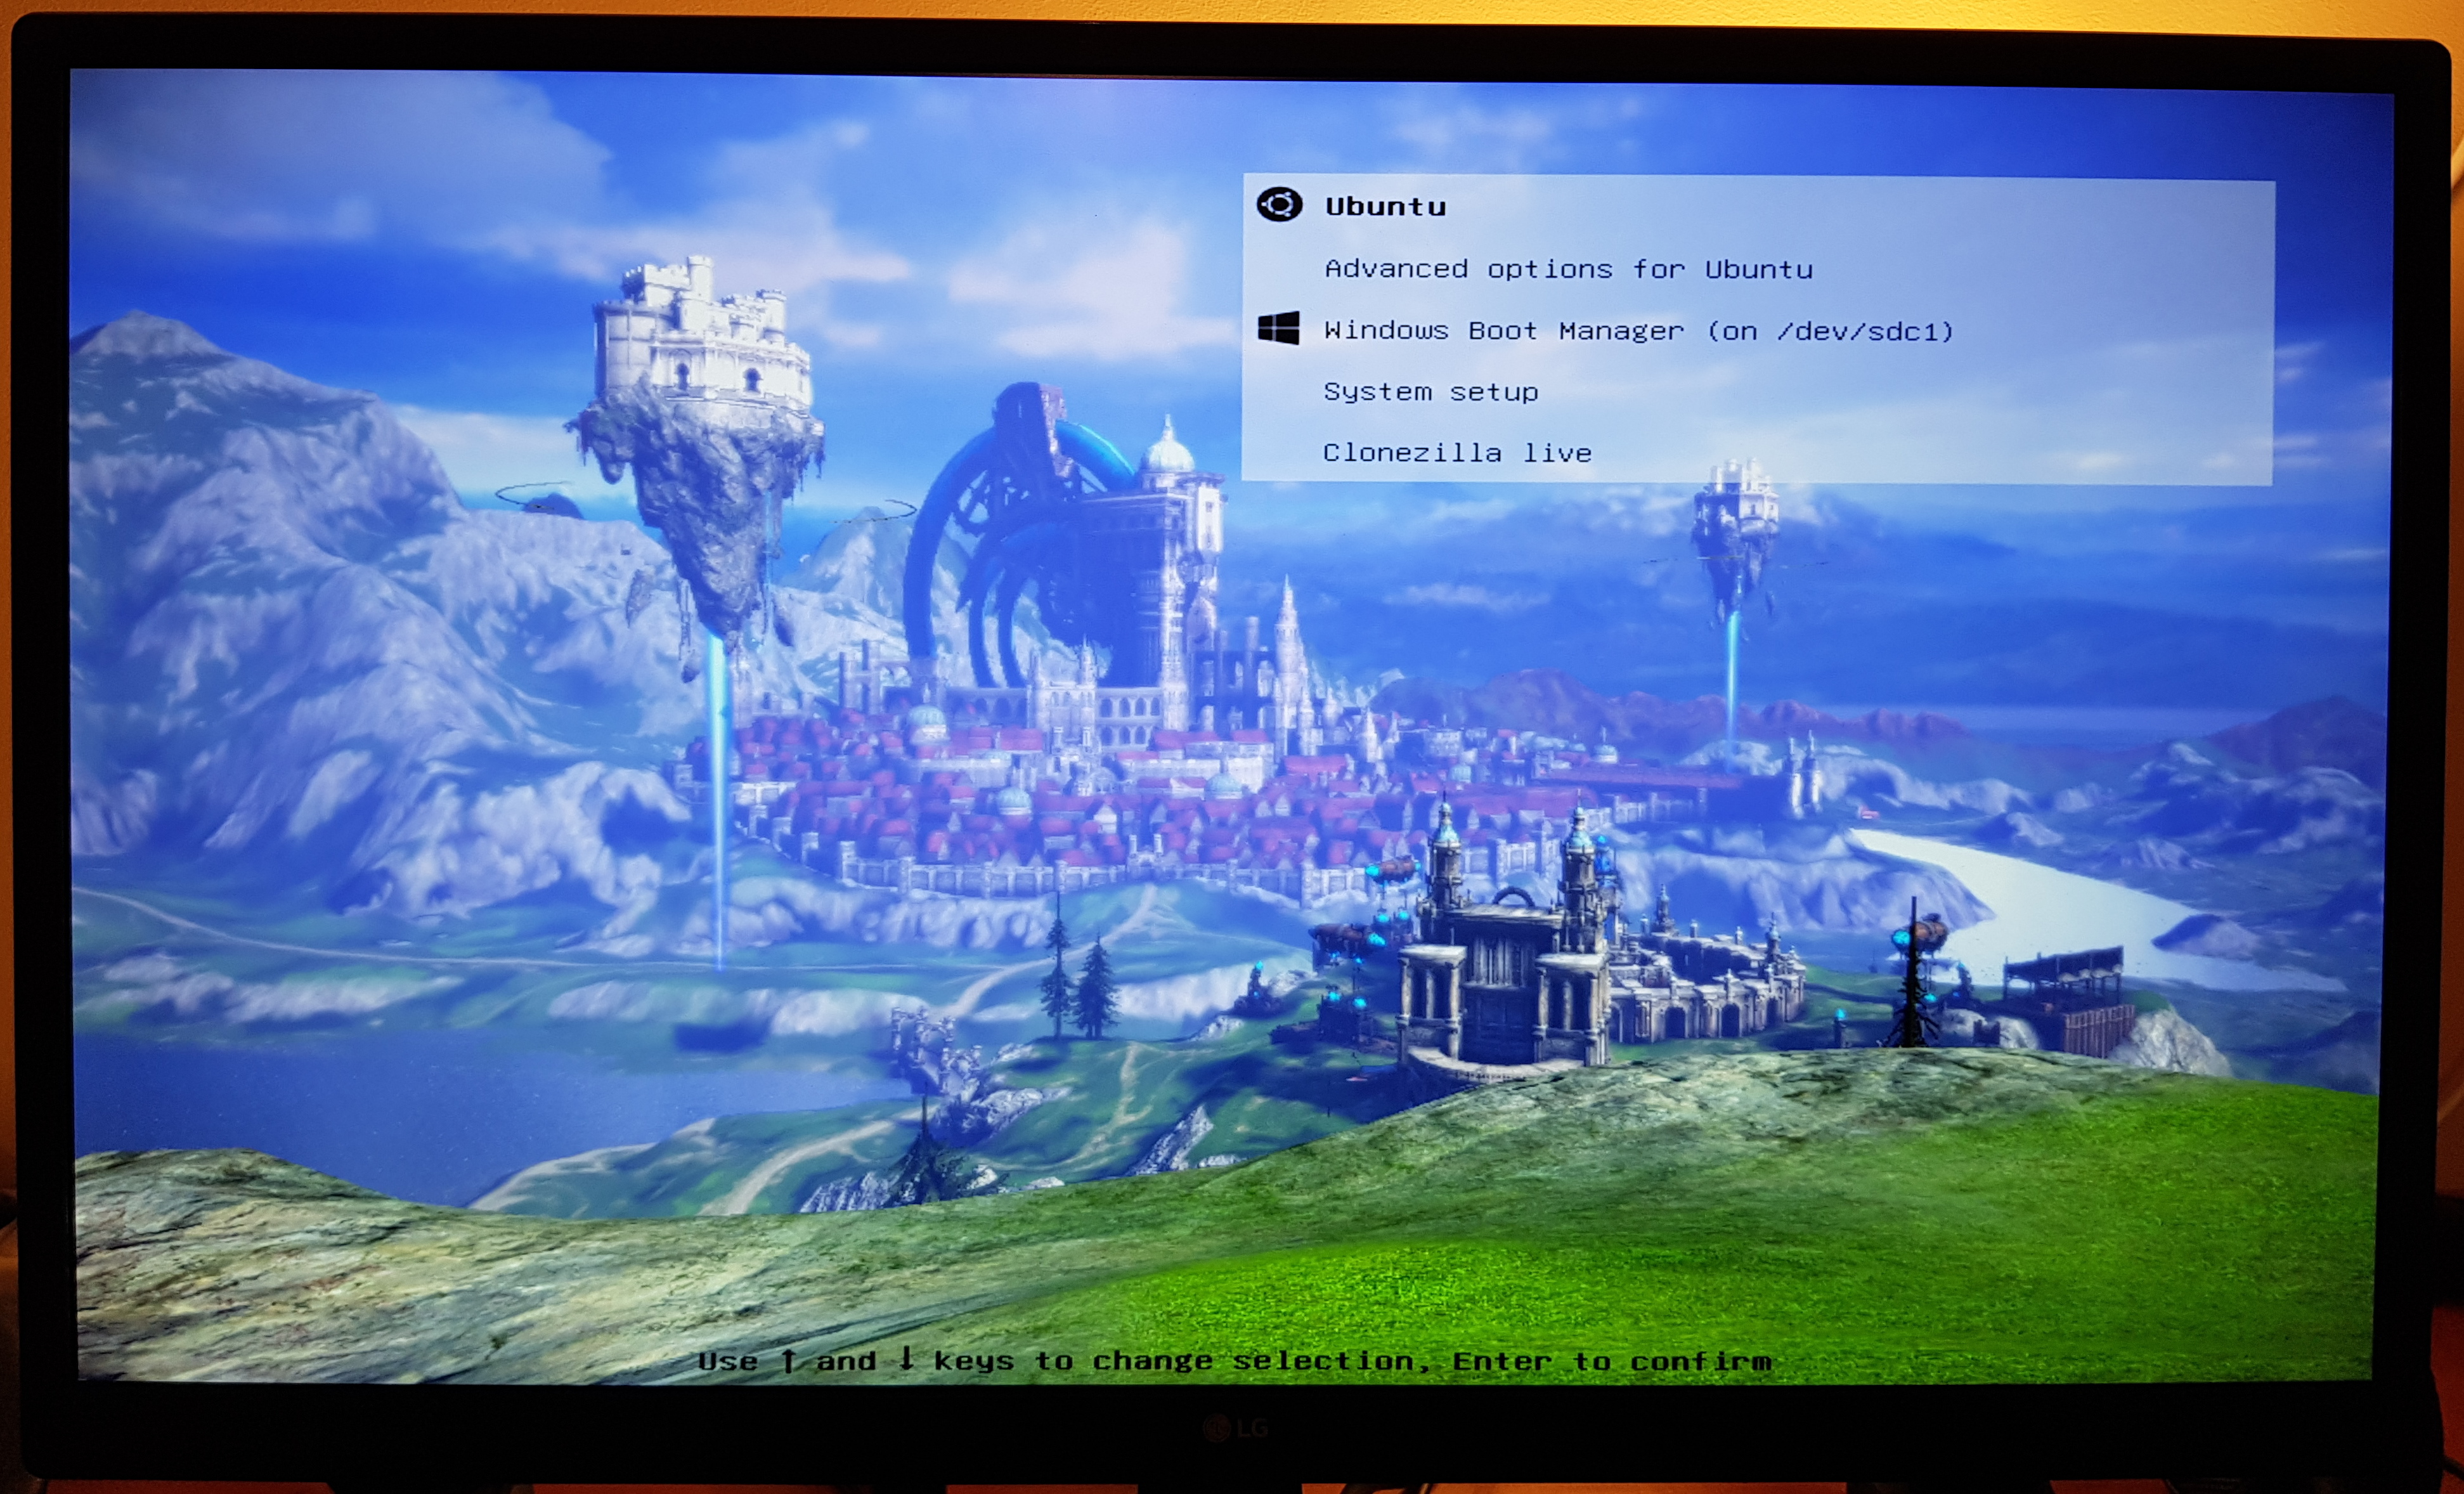 Ubuntu
Advanced options for Ubuntu
Windows Boot Manager (on /dev/sdc1)
System setup
Clonezilla live
Use ↑ and ↓ keys to change selection, Enter to confirm
LG